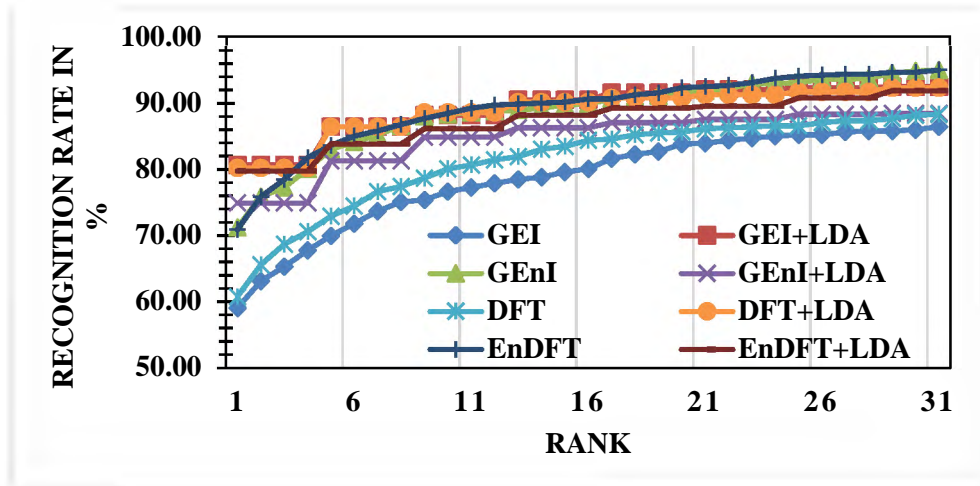 100.00
90.00
80.00
70.00
60.00
50.00
RECOGNITION RATE IN
%
GEI GEI+LDA
GEnI GEnI+LDA
DFT DFT+LDA
EnDFT EnDFT+LDA
1 6 11 16 21 26 31
RANK